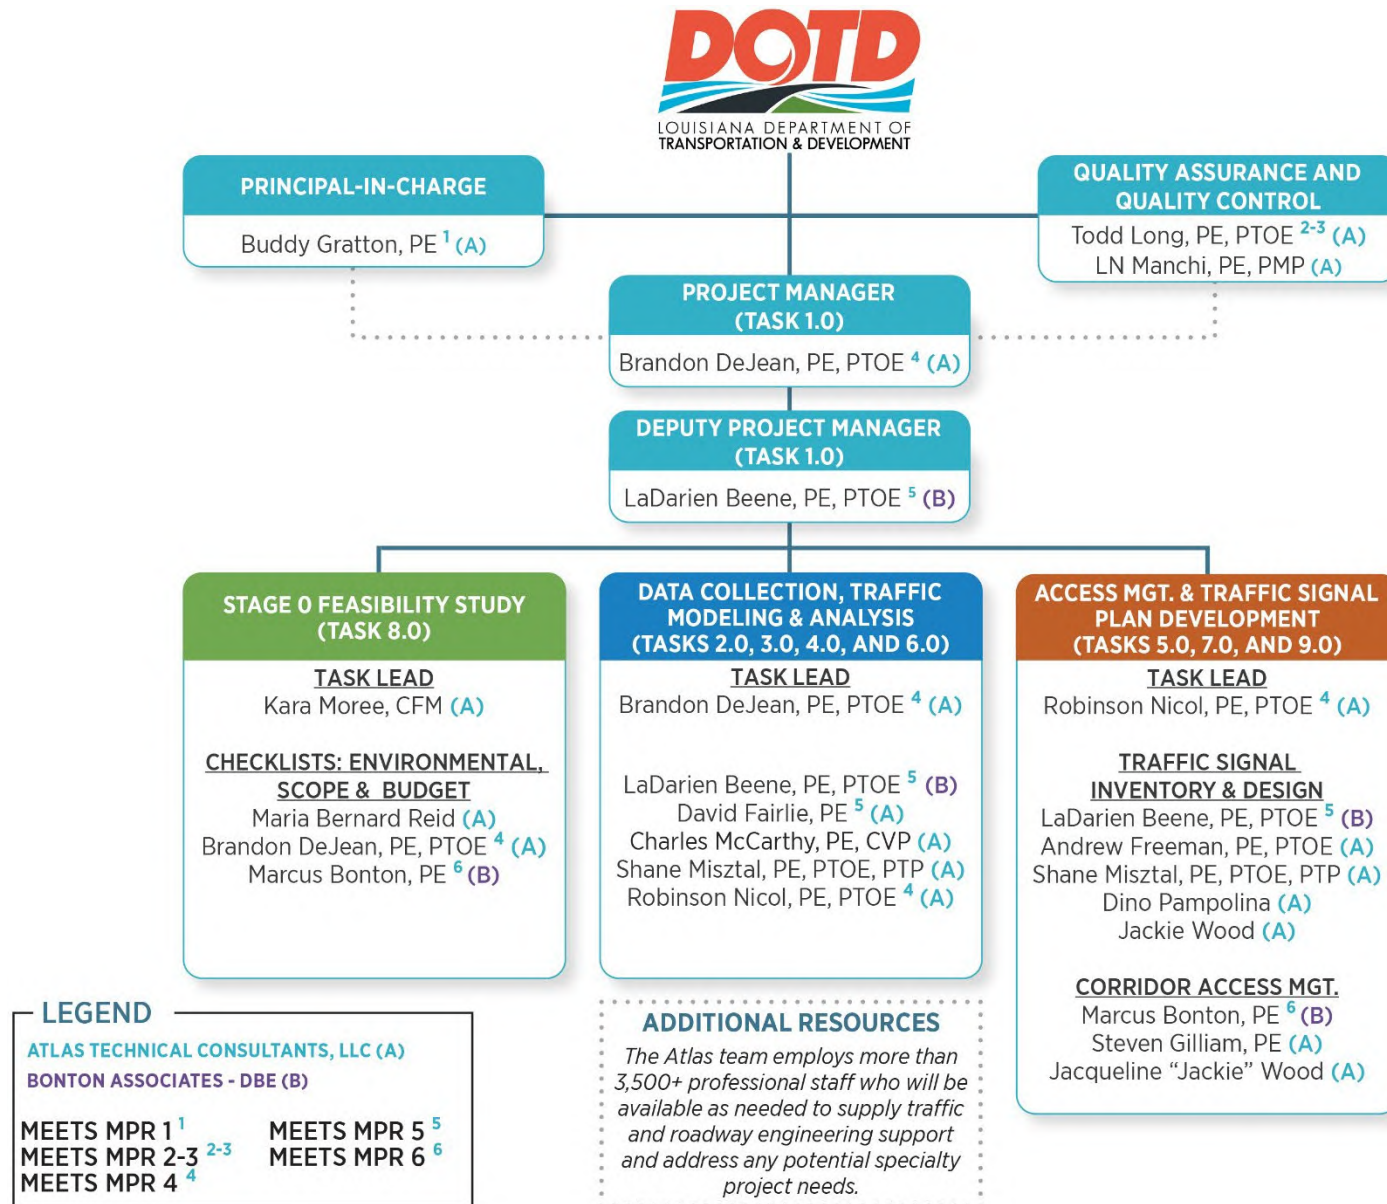 DOTD
LOUISIANA DEPARTMENT OF
TRANSPORTATION & DEVELOPMENT
PRINCIPAL-IN-CHARGE
Buddy Gratton, PE 1 (A)
QUALITY ASSURANCE AND
QUALITY CONTROL
Todd Long, PE, PTOE 2-3 (A)
LN Manchi, PE, PMP (A)
PROJECT MANAGER
(TASK 1.0)
Brandon DeJean, PE, PTOE 4 (A)
DEPUTY PROJECT MANAGER
(TASK 1.0)
LaDarien Beene, PE, PTOE 5 (B)
STAGE 0 FEASIBILITY STUDY
(TASK 8.0)
TASK LEAD
Kara Moree, CFM (A)
CHECKLISTS: ENVIRONMENTAL,
SCOPE & BUDGET
Maria Bernard Reid (A)
Brandon DeJean, PE, PTOE 4 (A)
Marcus Bonton, PE 6 (B)
DATA COLLECTION, TRAFFIC
MODELING & ANALYSIS
(TASKS 2.0, 3.0, 4.0, AND 6.0)
TASK LEAD
Brandon DeJean, PE, PTOE 4 (A)
LaDarien Beene, PE, PTOE 5 (B)
David Fairlie, PE 5 (A)
Charles McCarthy, PE, CVP (A)
Shane Misztal, PE, PTOE, PTP (A)
Robinson Nicol, PE, PTOE 4 (A)
ACCESS MGT. & TRAFFIC SIGNAL
PLAN DEVELOPMENT
(TASKS 5.0, 7.0, AND 9.0)
TASK LEAD
Robinson Nicol, PE, PTOE 4 (A)
TRAFFIC SIGNAL
INVENTORY & DESIGN
LaDarien Beene, PE, PTOE 5 (B)
Andrew Freeman, PE, PTOE (A)
Shane Misztal, PE, PTOE, PTP (A)
Dino Pampolina (A)
Jackie Wood (A)
CORRIDOR ACCESS MGT.
Marcus Bonton, PE 6 (B)
Steven Gilliam, PE (A)
Jacqueline “Jackie” Wood (A)
LEGEND
ATLAS TECHNICAL CONSULTANTS, LLC (A)
BONTON ASSOCIATES - DBE (B)
MEETS MPR 1 1
MEETS MPR 2-3 2-3
MEETS MPR 4 4
MEETS MPR 5 5
MEETS MPR 6 6
ADDITIONAL RESOURCES
The Atlas team employs more than
3,500+ professional staff who will be
available as needed to supply traffic
and roadway engineering support
and address any potential specialty
project needs.